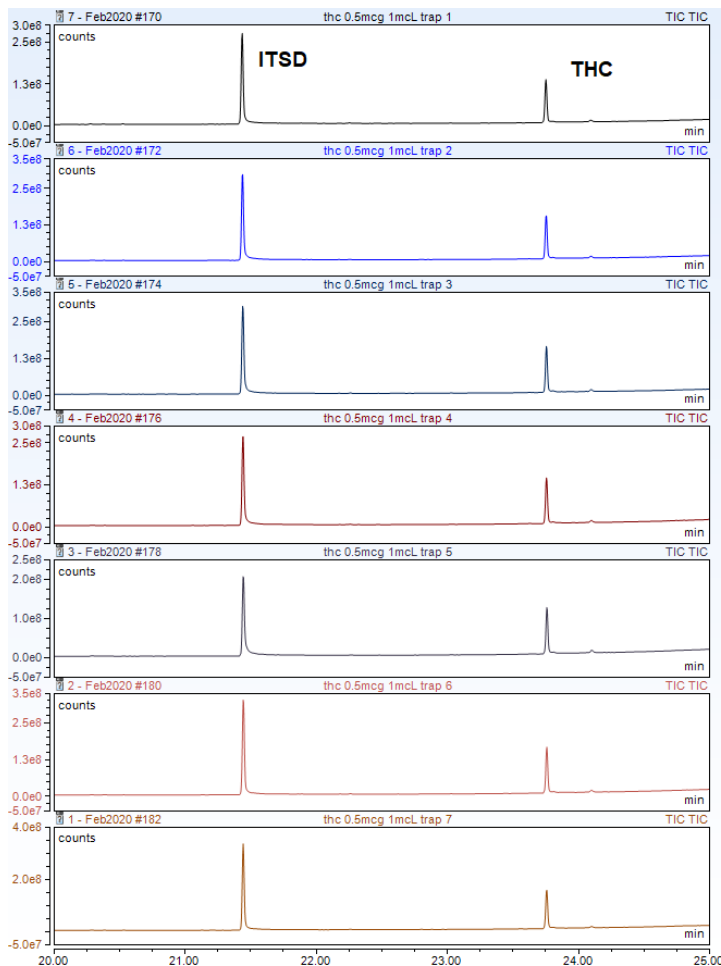 7 - Feb2020 #170 thc 0.5mcg 1mcL trap 1 TIC TIC
3.0e8
counts
2.5e8
ITSD
THC
1.3e8
0.0e0
min
-5.0e7
6 - Feb2020 #172 thc 0.5mcg 1mcL trap 2 TIC TIC
3.5e8
counts
2.5e8
1.3e8
0.0e0
min
-5.0e7
5 - Feb2020 #174 thc 0.5mcg 1mcL trap 3 TIC TIC
3.5e8
counts
2.5e8
1.3e8
0.0e0
min
-5.0e7
4 - Feb2020 #176 thc 0.5mcg 1mcL trap 4 TIC TIC
3.0e8
counts
2.5e8
1.3e8
0.0e0
min
-5.0e7
3 - Feb2020 #178 thc 0.5mcg 1mcL trap 5 TIC TIC
2.5e8
counts
2.0e8
1.0e8
0.0e0
min
-5.0e7
2 - Feb2020 #180 thc 0.5mcg 1mcL trap 6 TIC TIC
3.5e8
counts
2.5e8
1.3e8
0.0e0
min
-5.0e7
1 - Feb2020 #182 thc 0.5mcg 1mcL trap 7 TIC TIC
4.0e8
counts
2.0e8
min
-5.0e7
20.00 21.00 22.00 23.00 24.00 25.00